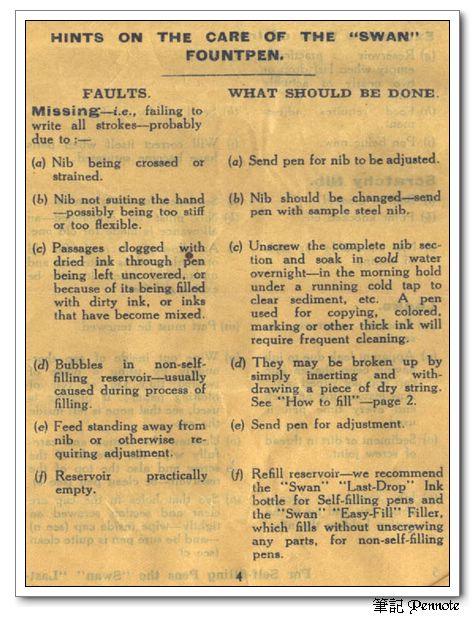 HINTS ON THE CARE OF THE "SWAN"
FOUNTPEN.
FAULTS.
Missing—i.e., failing to
write all strokes—probably
due to :—
(a) Nib being crossed or
strained.
(b) Nib not suiting the hand
—possibly being too stiff
or too flexible.
(c) Passages clogged with
dried ink through pen
being left uncovered, or
because of its being filled
with dirty ink, or inks
that have become mixed.
(d) Bubbles in non-self-
filling reservoir—usually
caused during process of
filling.
(e) Feed standing away from
nib or otherwise re-
quiring adjustment.
(f) Reservoir practically
empty.
WHAT SHOULD BE DONE.
(a) Send pen for nib to be adjusted.
(b) Nib should be changed—send
pen with sample steel nib.
(c) Unscrew the complete nib sec-
tion and soak in cold water
overnight—in the morning hold
under a running cold tap to
clear sediment, etc. A pen
used for copying, colored,
marking or other thick ink will
require frequent cleaning.
(d) They may be broken up by
simply inserting and with-
drawing a piece of dry string.
See "How to fill"—page 2.
(e) Send pen for adjustment.
(f) Refill reservoir—we recommend
the "Swan" "Last-Drop" Ink
bottle for Self-filling pens and
the "Swan" "Easy-Fill" Filler,
which fills without unscrewing
any parts, for non-self-filling
pens.
4
筆記 Pennote